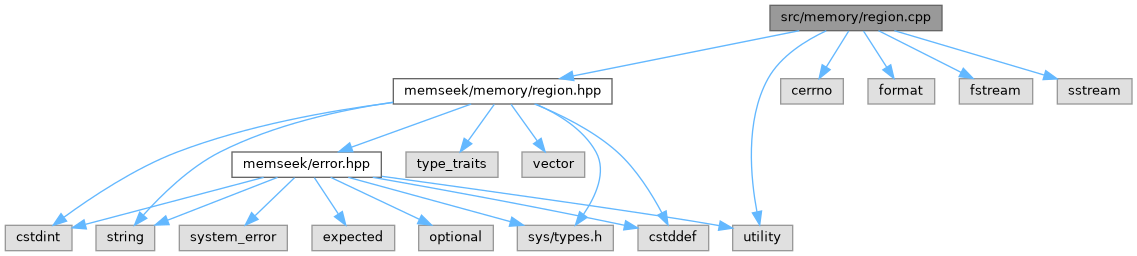 src/memory/region.cpp
memseek/memory/region.hpp
cerrno
format
fstream
sstream
memseek/error.hpp
type_traits
vector
cstdint
string
system_error
expected
optional
sys/types.h
cstddef
utility